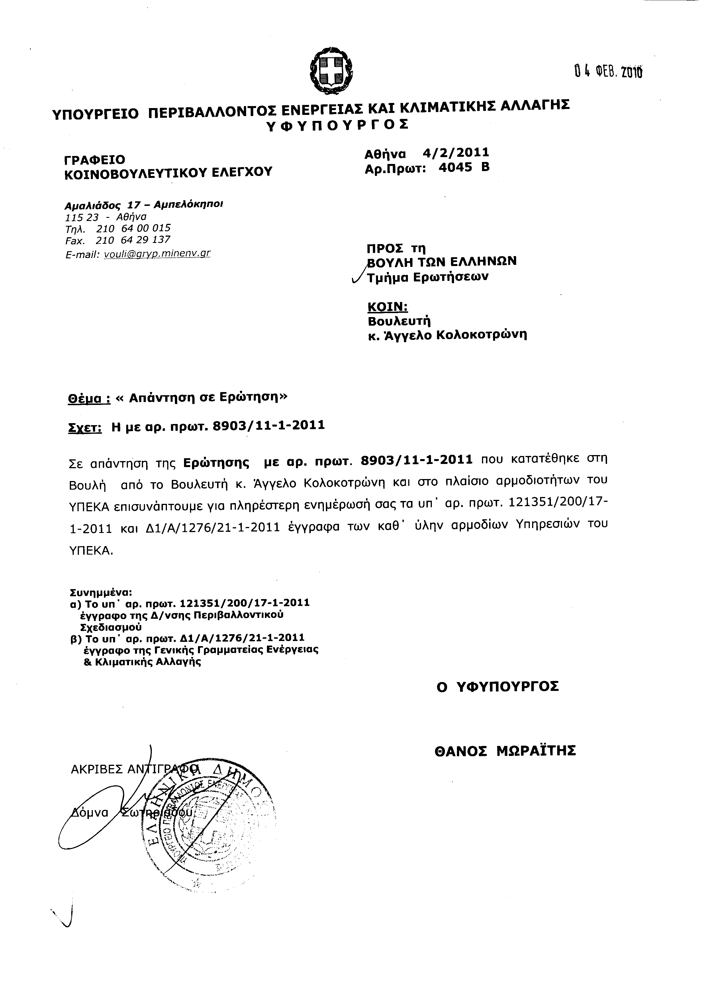 04 ΦΕΒ. 2010
ΥΠΟΥΡΓΕΙΟ ΠΕΡΙΒΑΛΛΟΝΤΟΣ ΕΝΕΡΓΕΙΑΣ ΚΑΙ ΚΛΙΜΑΤΙΚΗΣ ΑΛΛΑΓΗΣ
ΥΦΥΠΟΥΡΓΟΣ
ΓΡΑΦΕΙΟ
ΚΟΙΝΟΒΟΥΛΕΥΤΙΚΟΥ ΕΛΕΓΧΟΥ
Αθήνα 4/2/2011
Αρ.Πρωτ: 4045 Β
Αμαλιάδος 17 – Αμπελόκηποι
115 23 - Αθήνα
Τηλ. 210 64 00 015
Fax. 210 64 29 137
E-mail: vouli@gryp.minenv.gr
ΠΡΟΣ τη
ΒΟΥΛΗ ΤΩΝ ΕΛΛΗΝΩΝ
Τμήμα Ερωτήσεων
ΚΟΙΝ:
Βουλευτή
κ. Άγγελο Κολοκοτρώνη
Θέμα : « Απάντηση σε Ερώτηση»
Σχετ: Η με αρ. πρωτ. 8903/11-1-2011
Σε απάντηση της Ερώτησης με αρ. πρωτ. 8903/11-1-2011 που κατατέθηκε στη
Βουλή από το Βουλευτή κ. Άγγελο Κολοκοτρώνη και στο πλαίσιο αρμοδιοτήτων του
ΥΠΕΚΑ επισυνάπτουμε για πληρέστερη ενημέρωσή σας τα υπ΄ αρ. πρωτ. 121351/200/17-
1-2011 και Δ1/Α/1276/21-1-2011 έγγραφα των καθ΄ ύλην αρμοδίων Υπηρεσιών του
ΥΠΕΚΑ.
Συνημμένα:
α) Το υπ΄ αρ. πρωτ. 121351/200/17-1-2011
έγγραφο της Δ/νσης Περιβαλλοντικού
Σχεδιασμού
β) Το υπ΄ αρ. πρωτ. Δ1/Α/1276/21-1-2011
έγγραφο της Γενικής Γραμματείας Ενέργειας
& Κλιματικής Αλλαγής
Ο ΥΦΥΠΟΥΡΓΟΣ
ΘΑΝΟΣ ΜΩΡΑΪΤΗΣ
ΑΚΡΙΒΕΣ ΑΝΤΙΓΡΑΦΟ
Δόμνα Σωτηριάδου
ΕΛΛΗΝΙΚΗ
ΥΠΟΥΡΓΕΙΟ ΠΕΡΙΒΑΛΛΟΝΤΟΣ ΕΝΕΡΓΕΙΑΣ